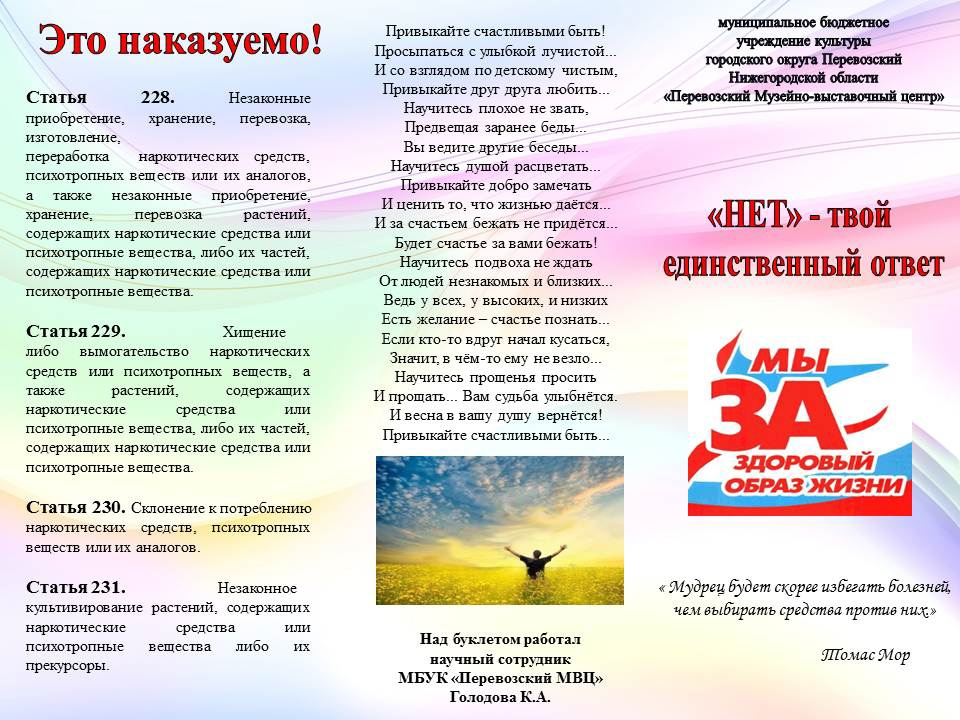 Это наказуемо!
Статья 228. Незаконные
приобретение, хранение, перевозка,
изготовление,
переработка наркотических средств,
психотропных веществ или их аналогов,
а также незаконные приобретение,
хранение, перевозка растений,
содержащих наркотические средства или
психотропные вещества, либо их частей,
содержащих наркотические средства или
психотропные вещества.
Статья 229. Хищение
либо вымогательство наркотических
средств или психотропных веществ, а
также растений, содержащих
наркотические средства или
психотропные вещества, либо их частей,
содержащих наркотические средства или
психотропные вещества.
Статья 230. Склонение к потреблению
наркотических средств, психотропных
веществ или их аналогов.
Статья 231. Незаконное
культивирование растений, содержащих
наркотические средства или
психотропные вещества либо их
прекурсоры.
Привыкайте счастливыми быть!
Просыпаться с улыбкой лучистой...
И со взглядом по детскому чистым,
Привыкайте друг друга любить...
Научитесь плохое не звать,
Предвещая заранее беды...
Вы ведите другие беседы...
Научитесь душой расцветать...
Привыкайте добро замечать
И ценить то, что жизнью даётся...
И за счастьем бежать не придётся...
Будет счастье за вами бежать!
Научитесь подвоха не ждать
От людей незнакомых и близких...
Ведь у всех, у высоких, и низких
Есть желание – счастье познать...
Если кто-то вдруг начал кусаться,
Значит, в чём-то ему не везло...
Научитесь прощенья просить
И прощать... Вам судьба улыбнётся.
И весна в вашу душу вернётся!
Привыкайте счастливыми быть...
Над буклетом работал
научный сотрудник
МБУК «Перевозский МВЦ»
Голодова К.А.
муниципальное бюджетное
учреждение культуры
городского округа Перевозский
Нижегородской области
«Перевозский Музейно-выставочный центр»
«НЕТ» - твой
единственный ответ
МЫ
ЗА
ЗДОРОВЫЙ
ОБРАЗ ЖИЗНИ
« Мудрец будет скорее избегать болезней,
чем выбирать средства против них.»
Томас Мор